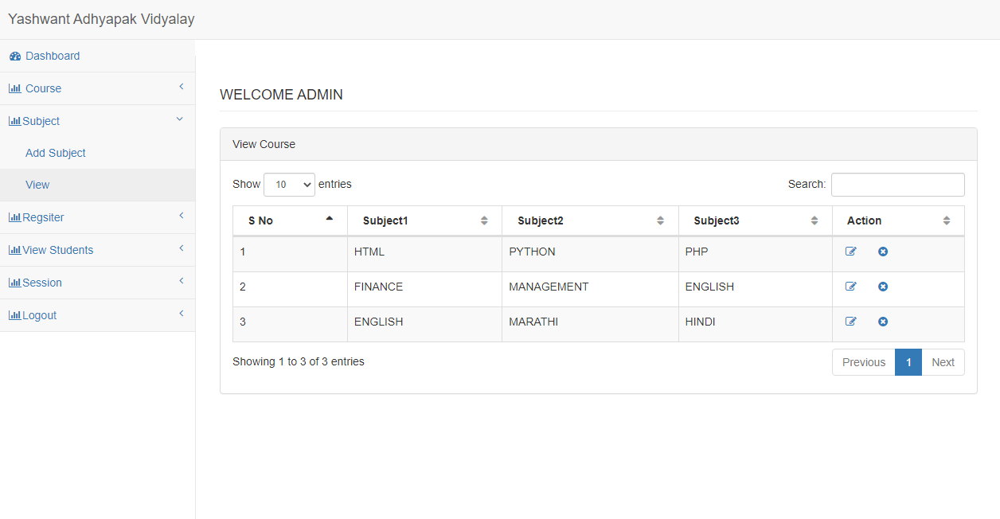 Yashwant Adhyapak Vidyalay
Dashboard
Course
Subject
Add Subject
View
Regsiter
View Students
Session
Logout
WELCOME ADMIN
View Course
Show 10 entries Search:
S No Subject1 Subject2 Subject3 Action
1 HTML PYTHON PHP
2 FINANCE MANAGEMENT ENGLISH
3 ENGLISH MARATHI HINDI
Showing 1 to 3 of 3 entries Previous 1 Next